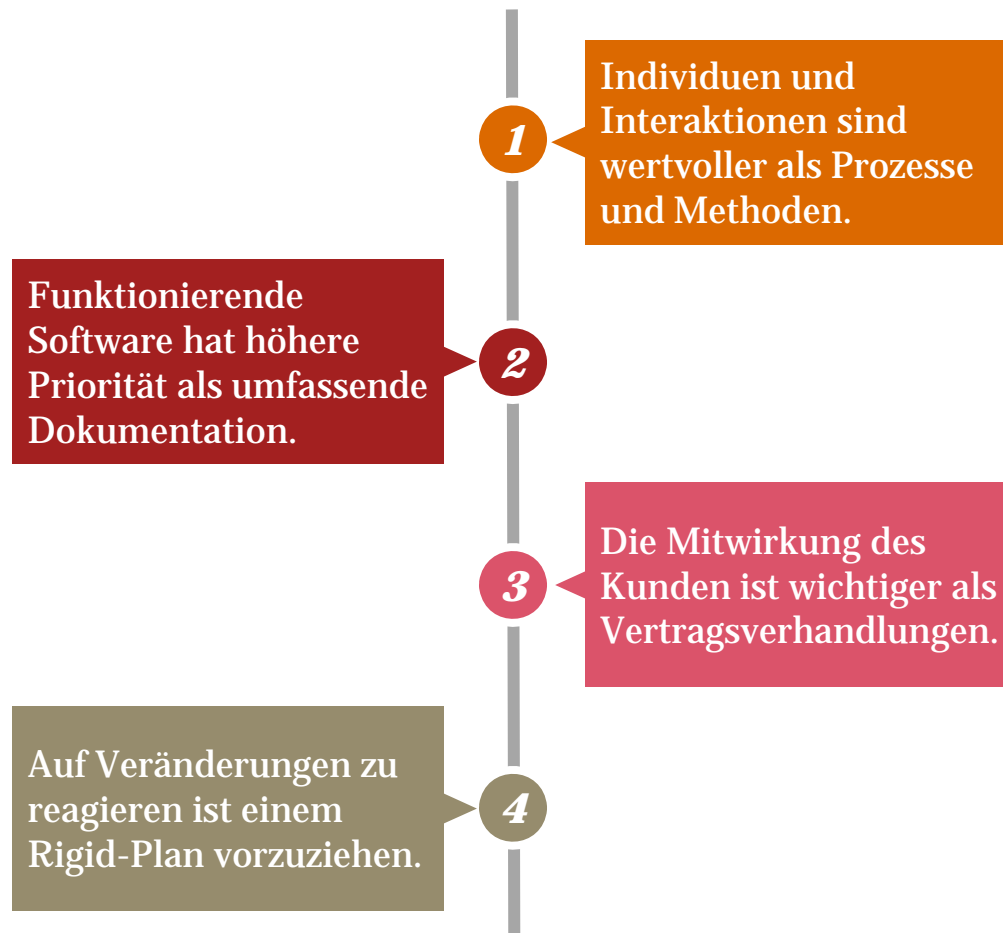 1
Individuen und
Interaktionen sind
wertvoller als Prozesse
und Methoden.
Funktionierende
Software hat höhere
Priorität als umfassende
Dokumentation.
2
3
Die Mitwirkung des
Kunden ist wichtiger als
Vertragsverhandlungen.
Auf Veränderungen zu
reagieren ist einem
Rigid-Plan vorzuziehen.
4